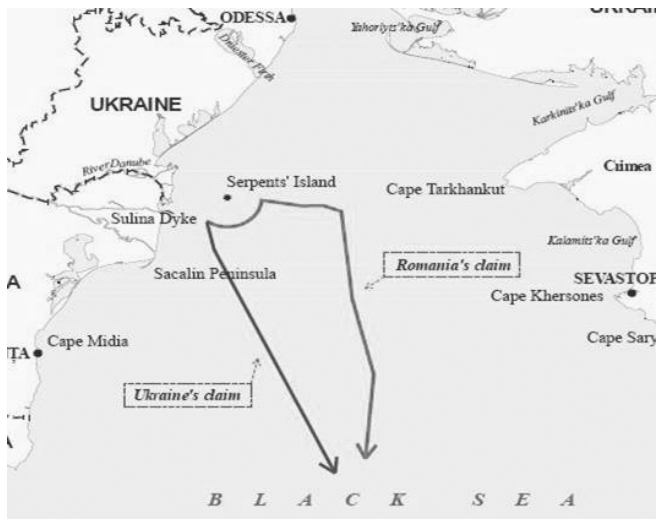 ODESSA
Yahorlyts'ka Gulf
UKRAINE
Dniester Firth
UKRAINE
Karkinits'ka Gulf
River Danube
Crimea
Serpents' Island
Cape Tarkhankut
Sulina Dyke
Kalamits'ka Gulf
Sacalin Peninsula
Romania's claim
SEVASTOP
Cape Khersones
Cape Midia
Cape Sary
Ukraine's claim
B L A C K S E A